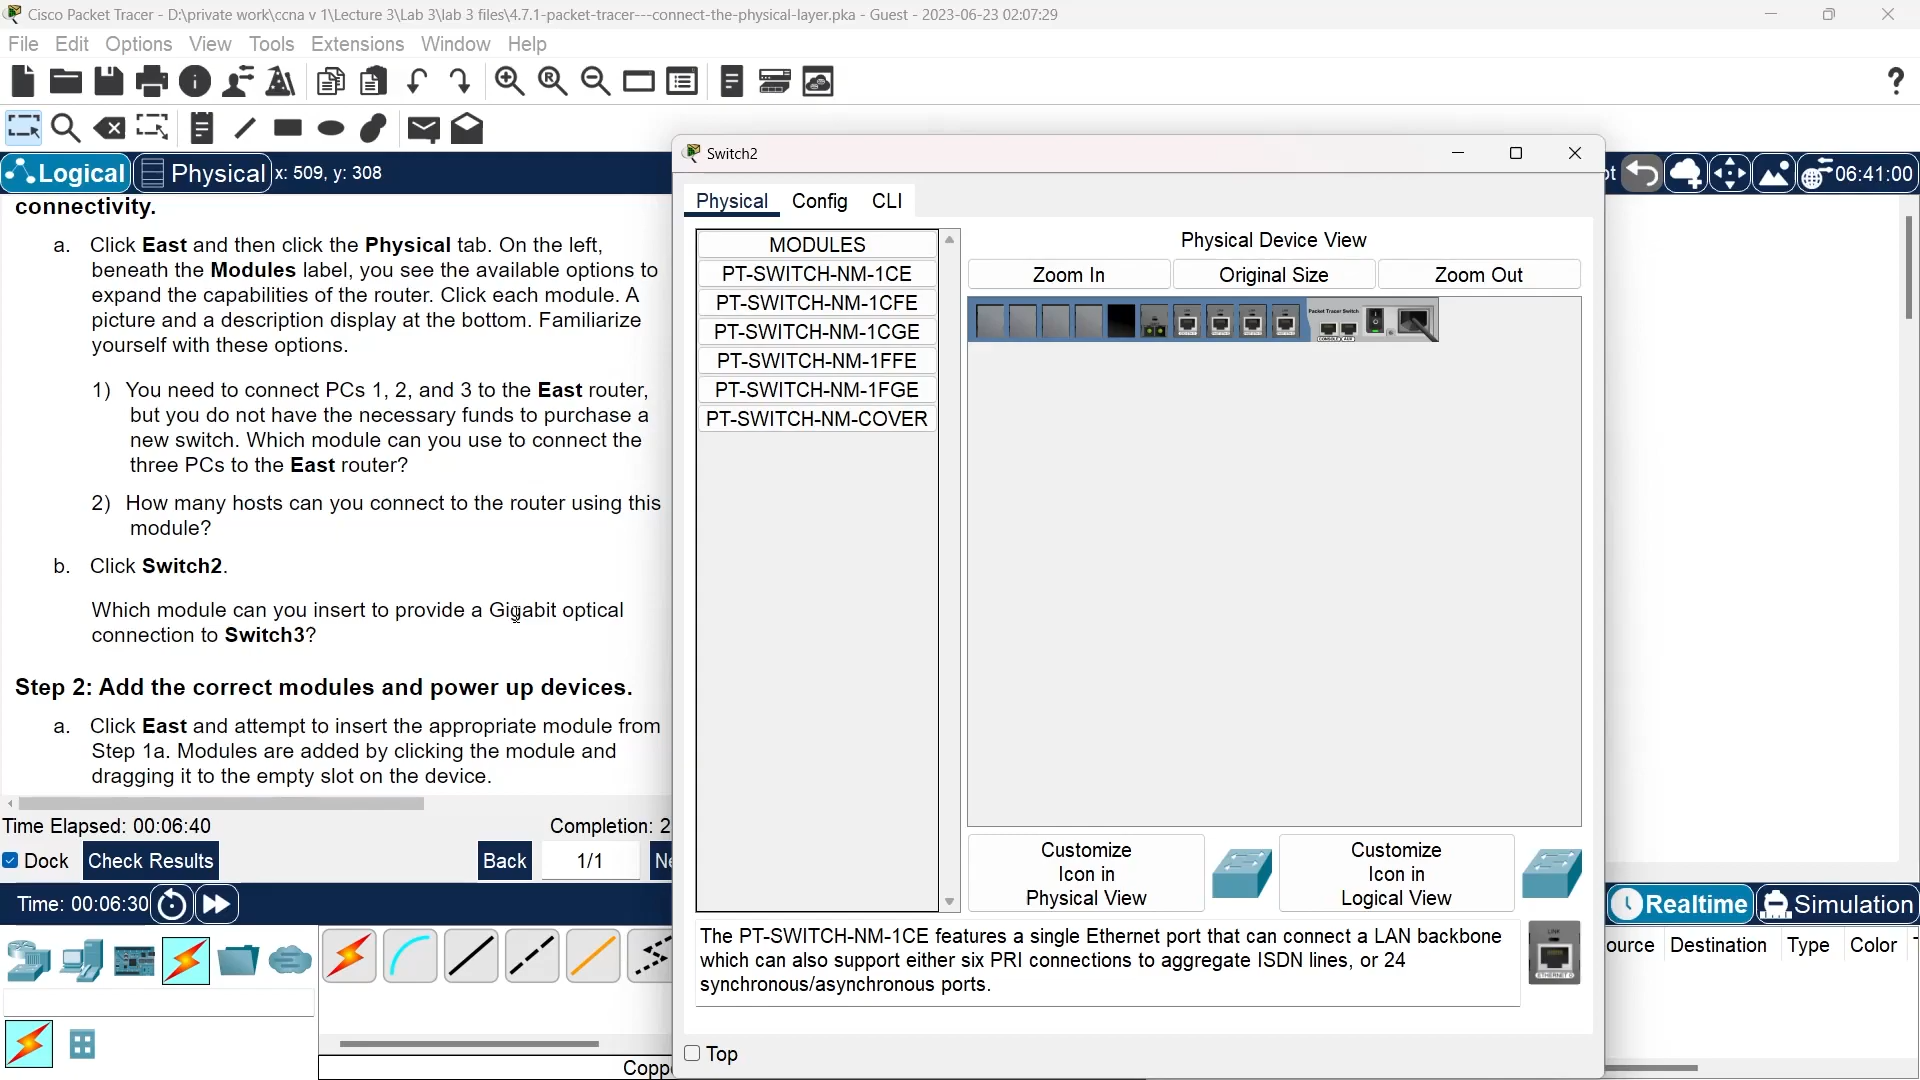 Cisco Packet Tracer - D:\private work\ccna v 1\Lecture 3\Lab 3\lab 3 files\4.7.1-packet-tracer---connect-the-physical-layer.pka - Guest - 2023-06-23 02:07:29
File Edit Options View Tools Extensions Window Help
Logical Physical x: 509, y: 308
06:41:00
connectivity.
a. Click East and then click the Physical tab. On the left,
beneath the Modules label, you see the available options to
expand the capabilities of the router. Click each module. A
picture and a description display at the bottom. Familiarize
yourself with these options.
1) You need to connect PCs 1, 2, and 3 to the East router,
but you do not have the necessary funds to purchase a
new switch. Which module can you use to connect the
three PCs to the East router?
2) How many hosts can you connect to the router using this
module?
b. Click Switch2.
Which module can you insert to provide a Gigabit optical
connection to Switch3?
Step 2: Add the correct modules and power up devices.
a. Click East and attempt to insert the appropriate module from
Step 1a. Modules are added by clicking the module and
dragging it to the empty slot on the device.
Time Elapsed: 00:06:40 Completion: 2
Dock Check Results Back 1/1
Time: 00:06:30
Switch2
Physical Config CLI
MODULES
PT-SWITCH-NM-1CE
PT-SWITCH-NM-1CFE
PT-SWITCH-NM-1CGE
PT-SWITCH-NM-1FFE
PT-SWITCH-NM-1FGE
PT-SWITCH-NM-COVER
Physical Device View
Zoom In Original Size Zoom Out
Packet Tracer Switch
CONSOLE AUX
Customize
Icon in
Physical View
Customize
Icon in
Logical View
The PT-SWITCH-NM-1CE features a single Ethernet port that can connect a LAN backbone
which can also support either six PRI connections to aggregate ISDN lines, or 24
synchronous/asynchronous ports.
LINK
ETHERNET 0
Top
Realtime Simulation
ource Destination Type Color
Copp